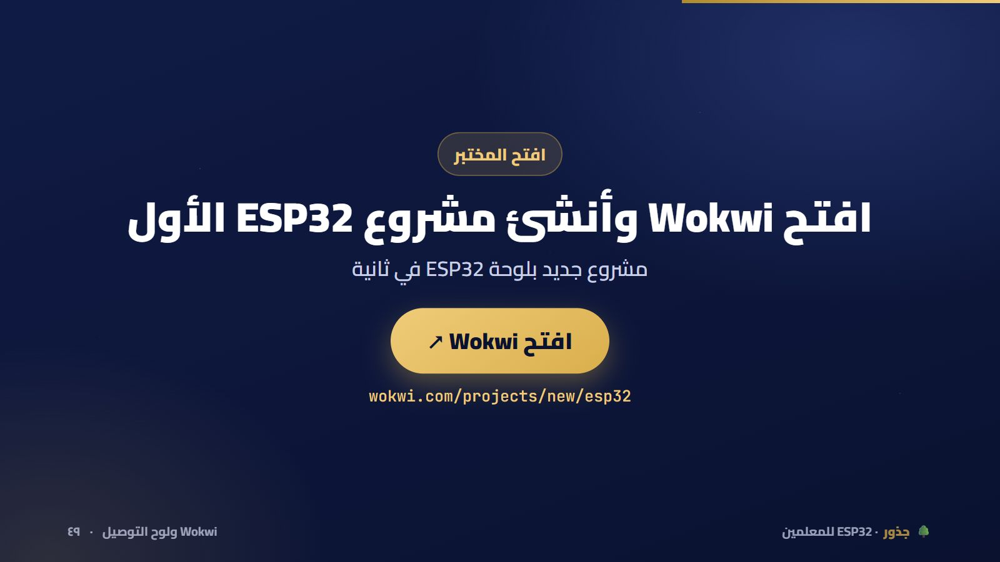 افتح المختبر
افتح Wokwi وأنشئ مشروع ESP32 الأول
مشروع جديد بلوحة ESP32 في ثانية
افتح Wokwi ↗
wokwi.com/projects/new/esp32
جذور · ESP32 للمعلمين
Wokwi ولوح التوصيل · ٤٩